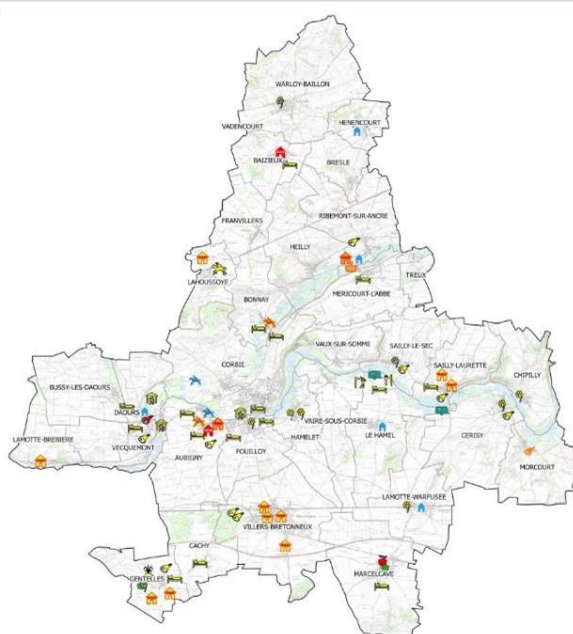 WARLOY-BAILLON
VADENCOURT
HENENCOURT
BAIZIEUX
BRESLE
RIBEMONT-SUR-ANCRE
FRANVILLERS
HEILLY
LAHOUSSOYE
TREUX
MERICOURT-L'ABBE
BONNAY
VAUX-SUR-SOMME
SAILLY-LE-SEC
CORBIE
SAILLY-LAURETTE
CHIPILLY
BUSSY-LES-DAOURS
DAOURS
VAIRE-SOUS-CORBIE
LAMOTTE-BREBIERE
HAMELET
LE HAMEL
CERISY
VECQUEMONT
FOUILLOY
AUBIGNY
MORCOURT
LAMOTTE-WARFUSEE
VILLERS-BRETONNEUX
CACHY
GENTELLES
MARCELCAVE